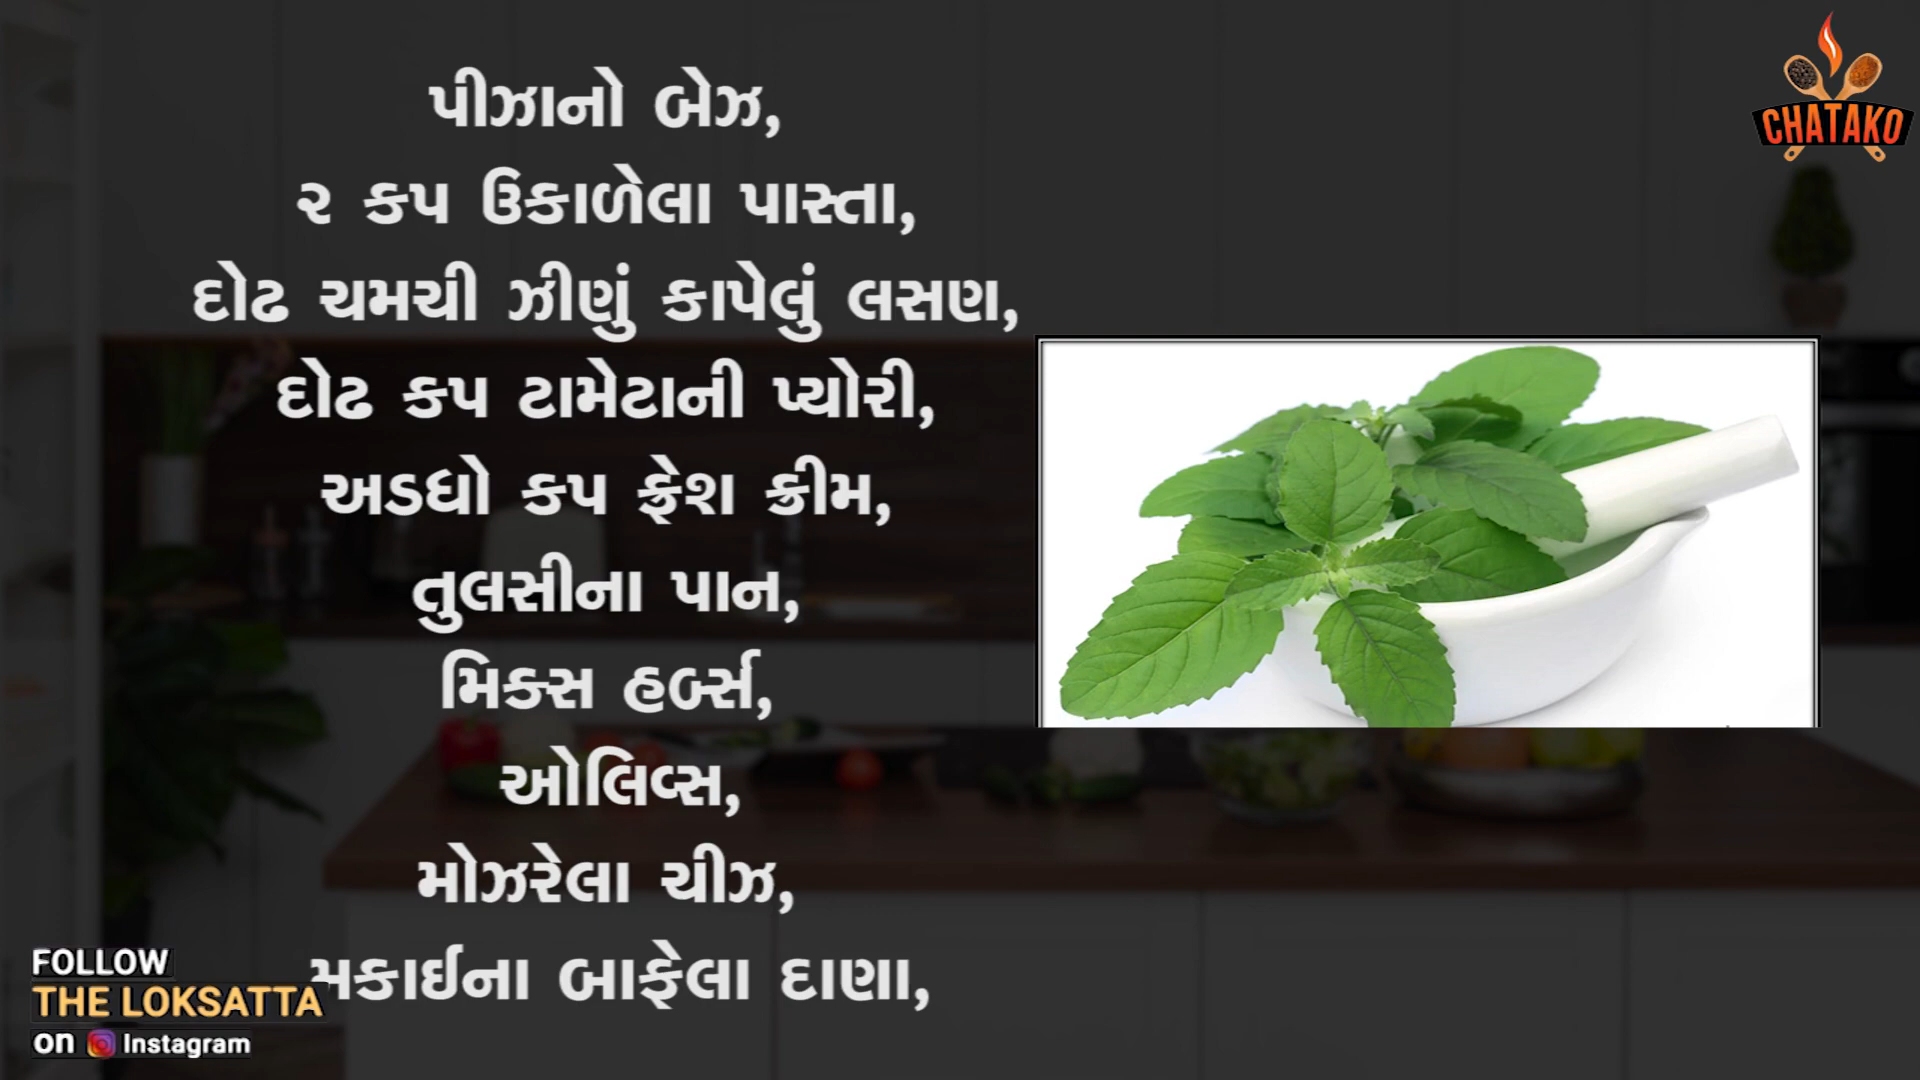 CHATAKO
પીઝાનો બેઝ,
૨ કપ ઉકાળેલા પાસ્તા,
દોઢ ચમચી ઝીણું કાપેલું લસણ,
દોઢ કપ ટામેટાની પ્યોરી,
અડધો કપ ફ્રેશ ક્રીમ,
તુલસીના પાન,
મિક્સ હર્બ્સ,
ઓલિવ્સ,
મોઝરેલા ચીઝ,
મકાઈના બાફેલા દાણા,
FOLLOW
THE LOKSATTA
on Instagram